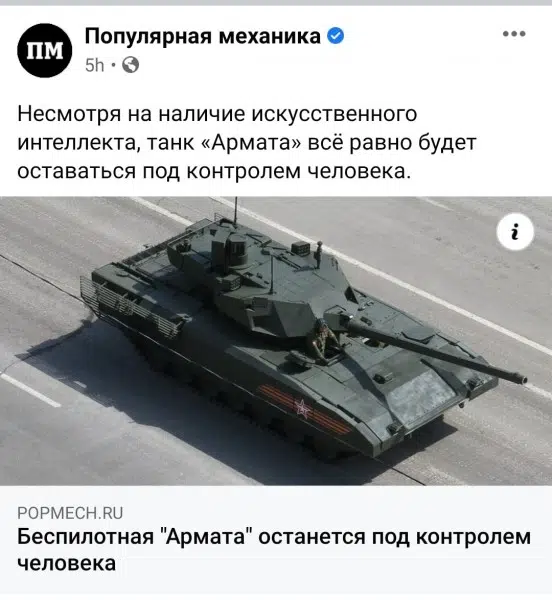 ПМ
Популярная механика
5h
Несмотря на наличие искусственного
интеллекта, танк «Армата» всё равно будет
оставаться под контролем человека.
i
POPMECH.RU
Беспилотная "Армата" останется под контролем
человека